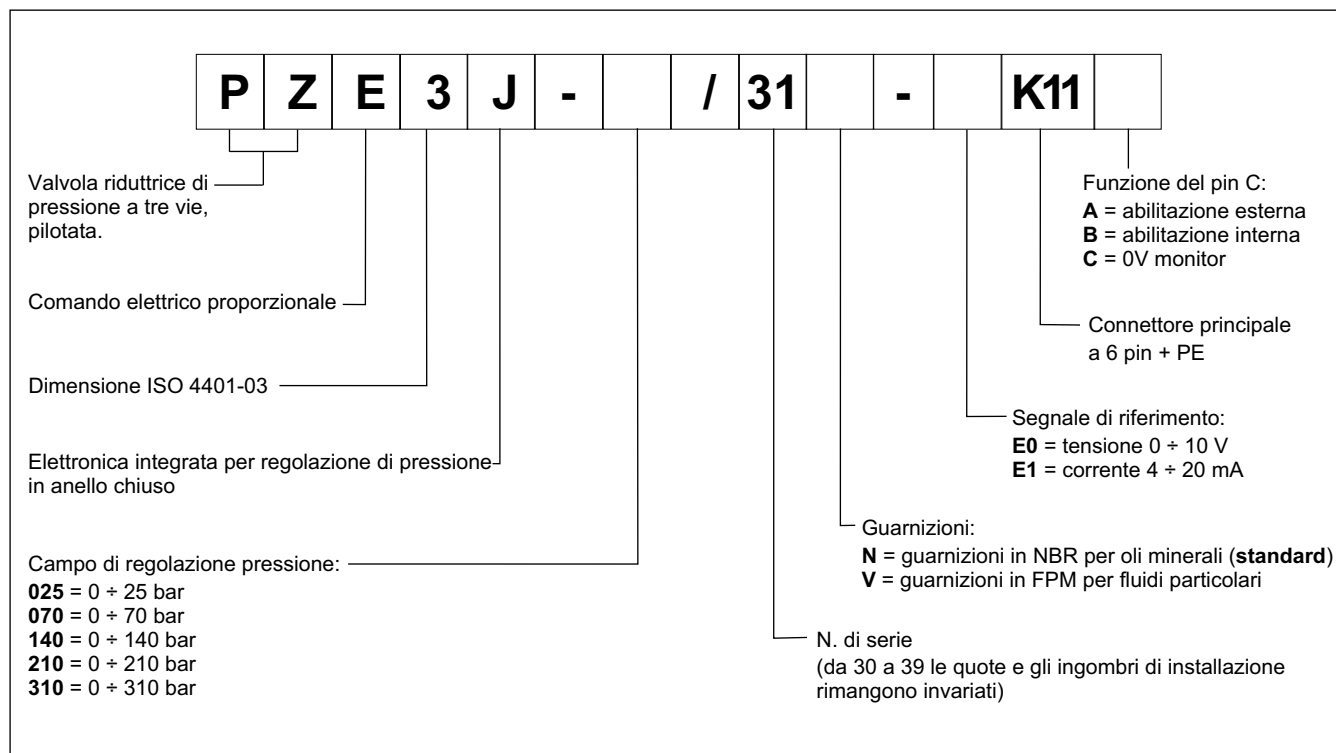 P Z E 3 J - / 31 - K11
Valvola riduttrice di
pressione a tre vie,
pilotata.
Comando elettrico proporzionale
Dimensione ISO 4401-03
Elettronica integrata per regolazione di pressione
in anello chiuso
Campo di regolazione pressione:
025 = 0 ÷ 25 bar
070 = 0 ÷ 70 bar
140 = 0 ÷ 140 bar
210 = 0 ÷ 210 bar
310 = 0 ÷ 310 bar
Funzione del pin C:
A = abilitazione esterna
B = abilitazione interna
C = 0V monitor
Connettore principale
a 6 pin + PE
Segnale di riferimento:
E0 = tensione 0 ÷ 10 V
E1 = corrente 4 ÷ 20 mA
Guarnizioni:
N = guarnizioni in NBR per oli minerali (standard)
V = guarnizioni in FPM per fluidi particolari
N. di serie
(da 30 a 39 le quote e gli ingombri di installazione
rimangono invariati)